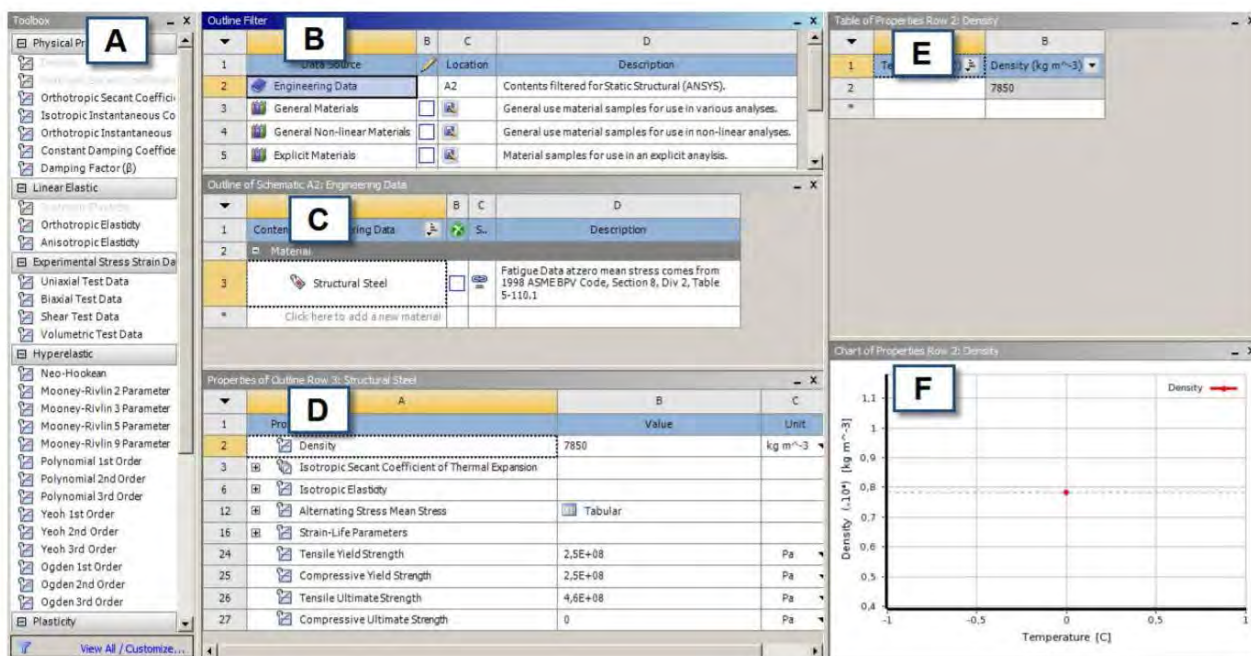 Toolbox
A
Physical Pr
Orthotropic Secant Coeffici
Isotropic Instantaneous Co
Orthotropic Instantaneous
Constant Damping Coeffide
Damping Factor (β)
Linear Elastic
Orthotropic Elasticity
Anisotropic Elasticity
Experimental Stress Strain Da
Uniaxial Test Data
Biaxial Test Data
Shear Test Data
Volumetric Test Data
Hyperelastic
Neo-Hookean
Mooney-Rivlin 2 Parameter
Mooney-Rivlin 3 Parameter
Mooney-Rivlin 5 Parameter
Mooney-Rivlin 9 Parameter
Polynomial 1st Order
Polynomial 2nd Order
Polynomial 3rd Order
Yeoh 1st Order
Yeoh 2nd Order
Yeoh 3rd Order
Ogden 1st Order
Ogden 2nd Order
Ogden 3rd Order
Plasticity
View All / Customize...
Outline Filter
B
B C D
1 Data Source Location Description
2 Engineering Data A2 Contents filtered for Static Structural (ANSYS).
3 General Materials General use material samples for use in various analyses.
4 General Non-linear Materials General use material samples for use in non-linear analyses.
5 Explicit Materials Material samples for use in an explicit anaylsis.
Outline of Schematic A2: Engineering Data
C
B C D
1 Conten ring Data S.. Description
2 Material
3 Structural Steel Fatigue Data atzero mean stress comes from
1998 ASME BPV Code, Section 8, Div 2, Table
5-110.1
* Click here to add a new material
Properties of Outline Row 3: Structural Steel
D
A B C
1 Pro Value Unit
2 Density 7850 kg m^-3
3 Isotropic Secant Coefficient of Thermal Expansion
6 Isotropic Elasticity
12 Alternating Stress Mean Stress Tabular
16 Strain-Life Parameters
24 Tensile Yield Strength 2,5E+08 Pa
25 Compressive Yield Strength 2,5E+08 Pa
26 Tensile Ultimate Strength 4,6E+08 Pa
27 Compressive Ultimate Strength 0 Pa
Table of Properties Row 2: Density
E
B
1 Te Density (kg m^-3)
2 7850
*
Chart of Properties Row 2: Density
F
Density
1,1
1
0,9
0,8
0,7
0,6
0,5
0,4
Density (.10⁴) [kg m^-3]
-1 -0,5 0 0,5 1
Temperature [C]